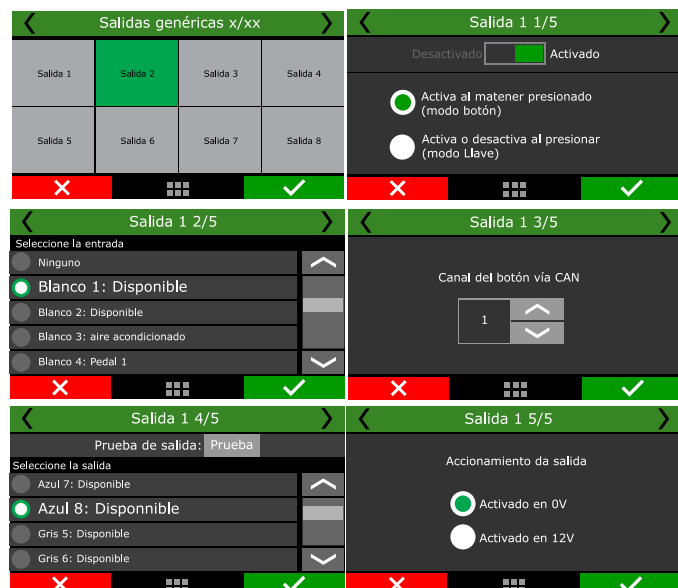 Salidas genéricas x/xx
Salida 1
Salida 2
Salida 3
Salida 4
Salida 5
Salida 6
Salida 7
Salida 8
Salida 1 1/5
Desactivado
Activado
Activa al matener presionado
(modo botón)
Activa o desactiva al presionar
(modo Llave)
Salida 1 2/5
Seleccione la entrada
Ninguno
Blanco 1: Disponible
Blanco 2: Disponible
Blanco 3: aire acondicionado
Blanco 4: Pedal 1
Salida 1 3/5
Canal del botón vía CAN
1
Salida 1 4/5
Prueba de salida: Prueba
Seleccione la salida
Azul 7: Disponible
Azul 8: Disponnible
Gris 5: Disponible
Gris 6: Disponible
Salida 1 5/5
Accionamiento da salida
Activado en 0V
Activado en 12V